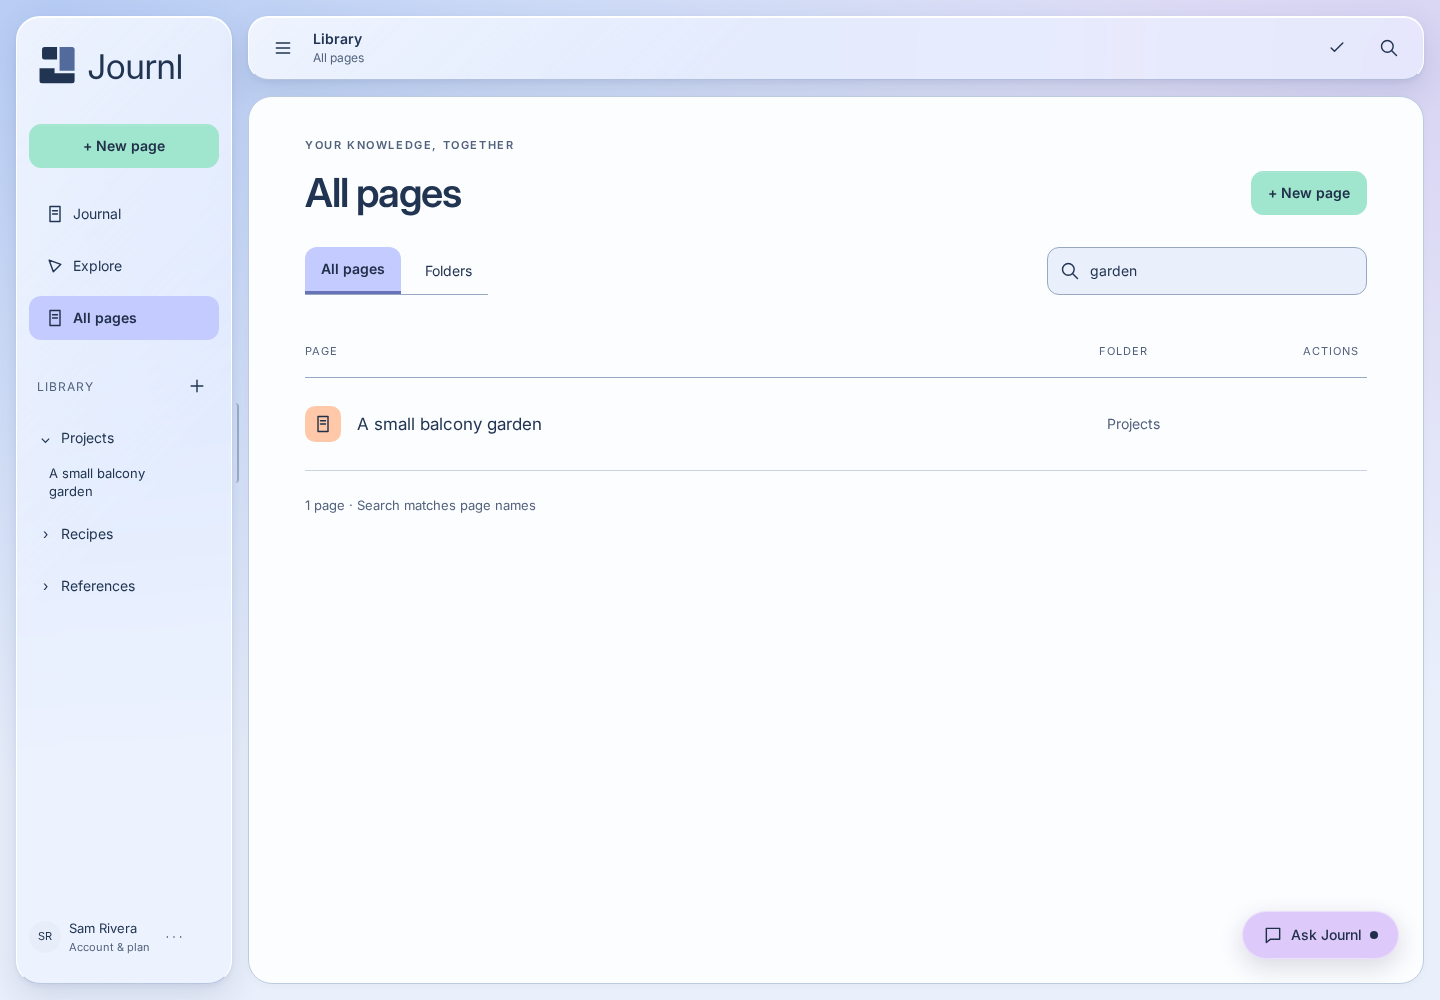 Journl
+ New page
Journal
Explore
All pages
LIBRARY
Projects
A small balcony
garden
Recipes
References
SR
Sam Rivera
Account & plan
Library
All pages
YOUR KNOWLEDGE, TOGETHER
All pages
+ New page
All pages
Folders
garden
PAGE
FOLDER
ACTIONS
A small balcony garden
Projects
1 page · Search matches page names
Ask Journl